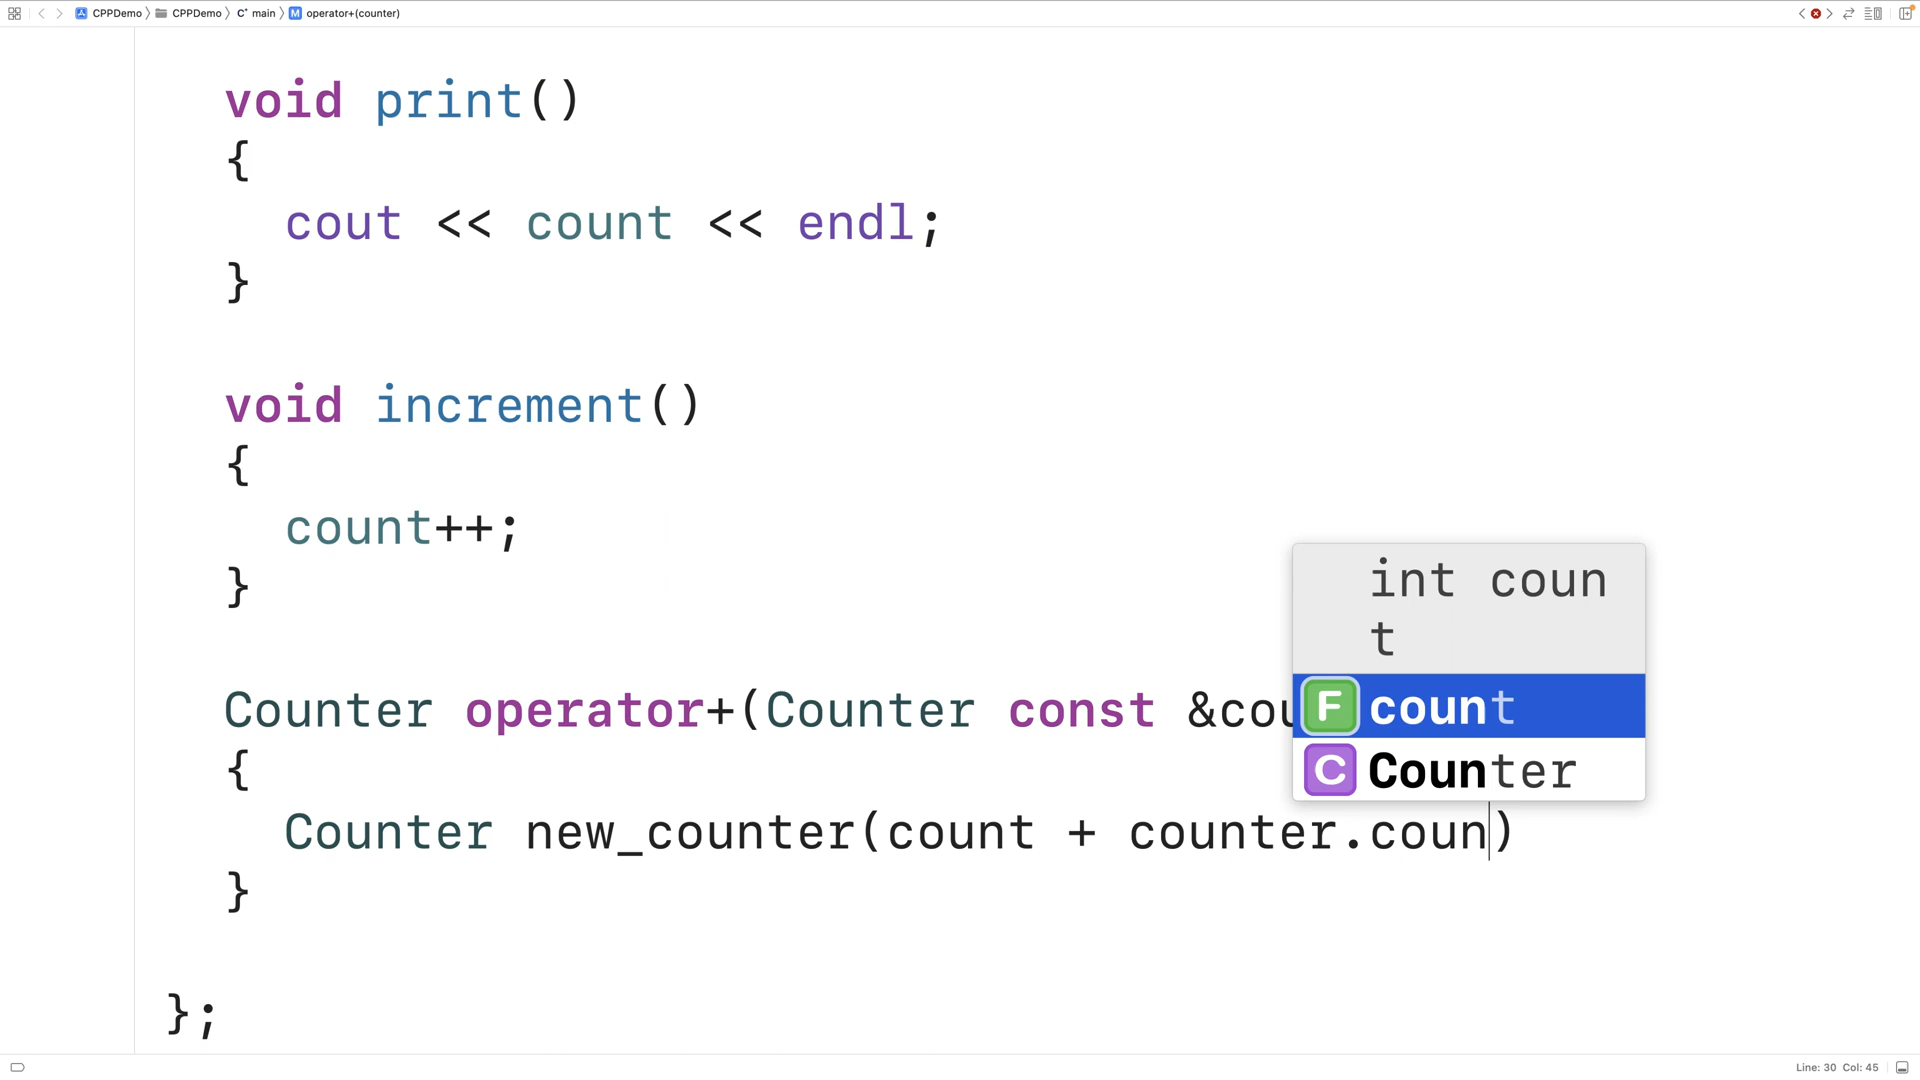 CPPDemo 〉 CPPDemo 〉 C⁺ main 〉 M operator+(counter)
void print()
{
cout << count << endl;
}
void increment()
{
count++;
}
int coun
t
Counter operator+(Counter const &cou
F count
{
C Counter
Counter new_counter(count + counter.coun)
}
};
Line: 30 Col: 45